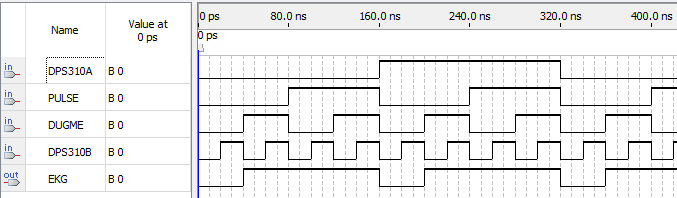 Name Value at 0 ps 0 ps 80.0 ns 160.0 ns 240.0 ns 320.0 ns 400.0 ns
0 ps
in DPS310A B 0
in PULSE B 0
in DUGME B 0
in DPS310B B 0
out EKG B 0